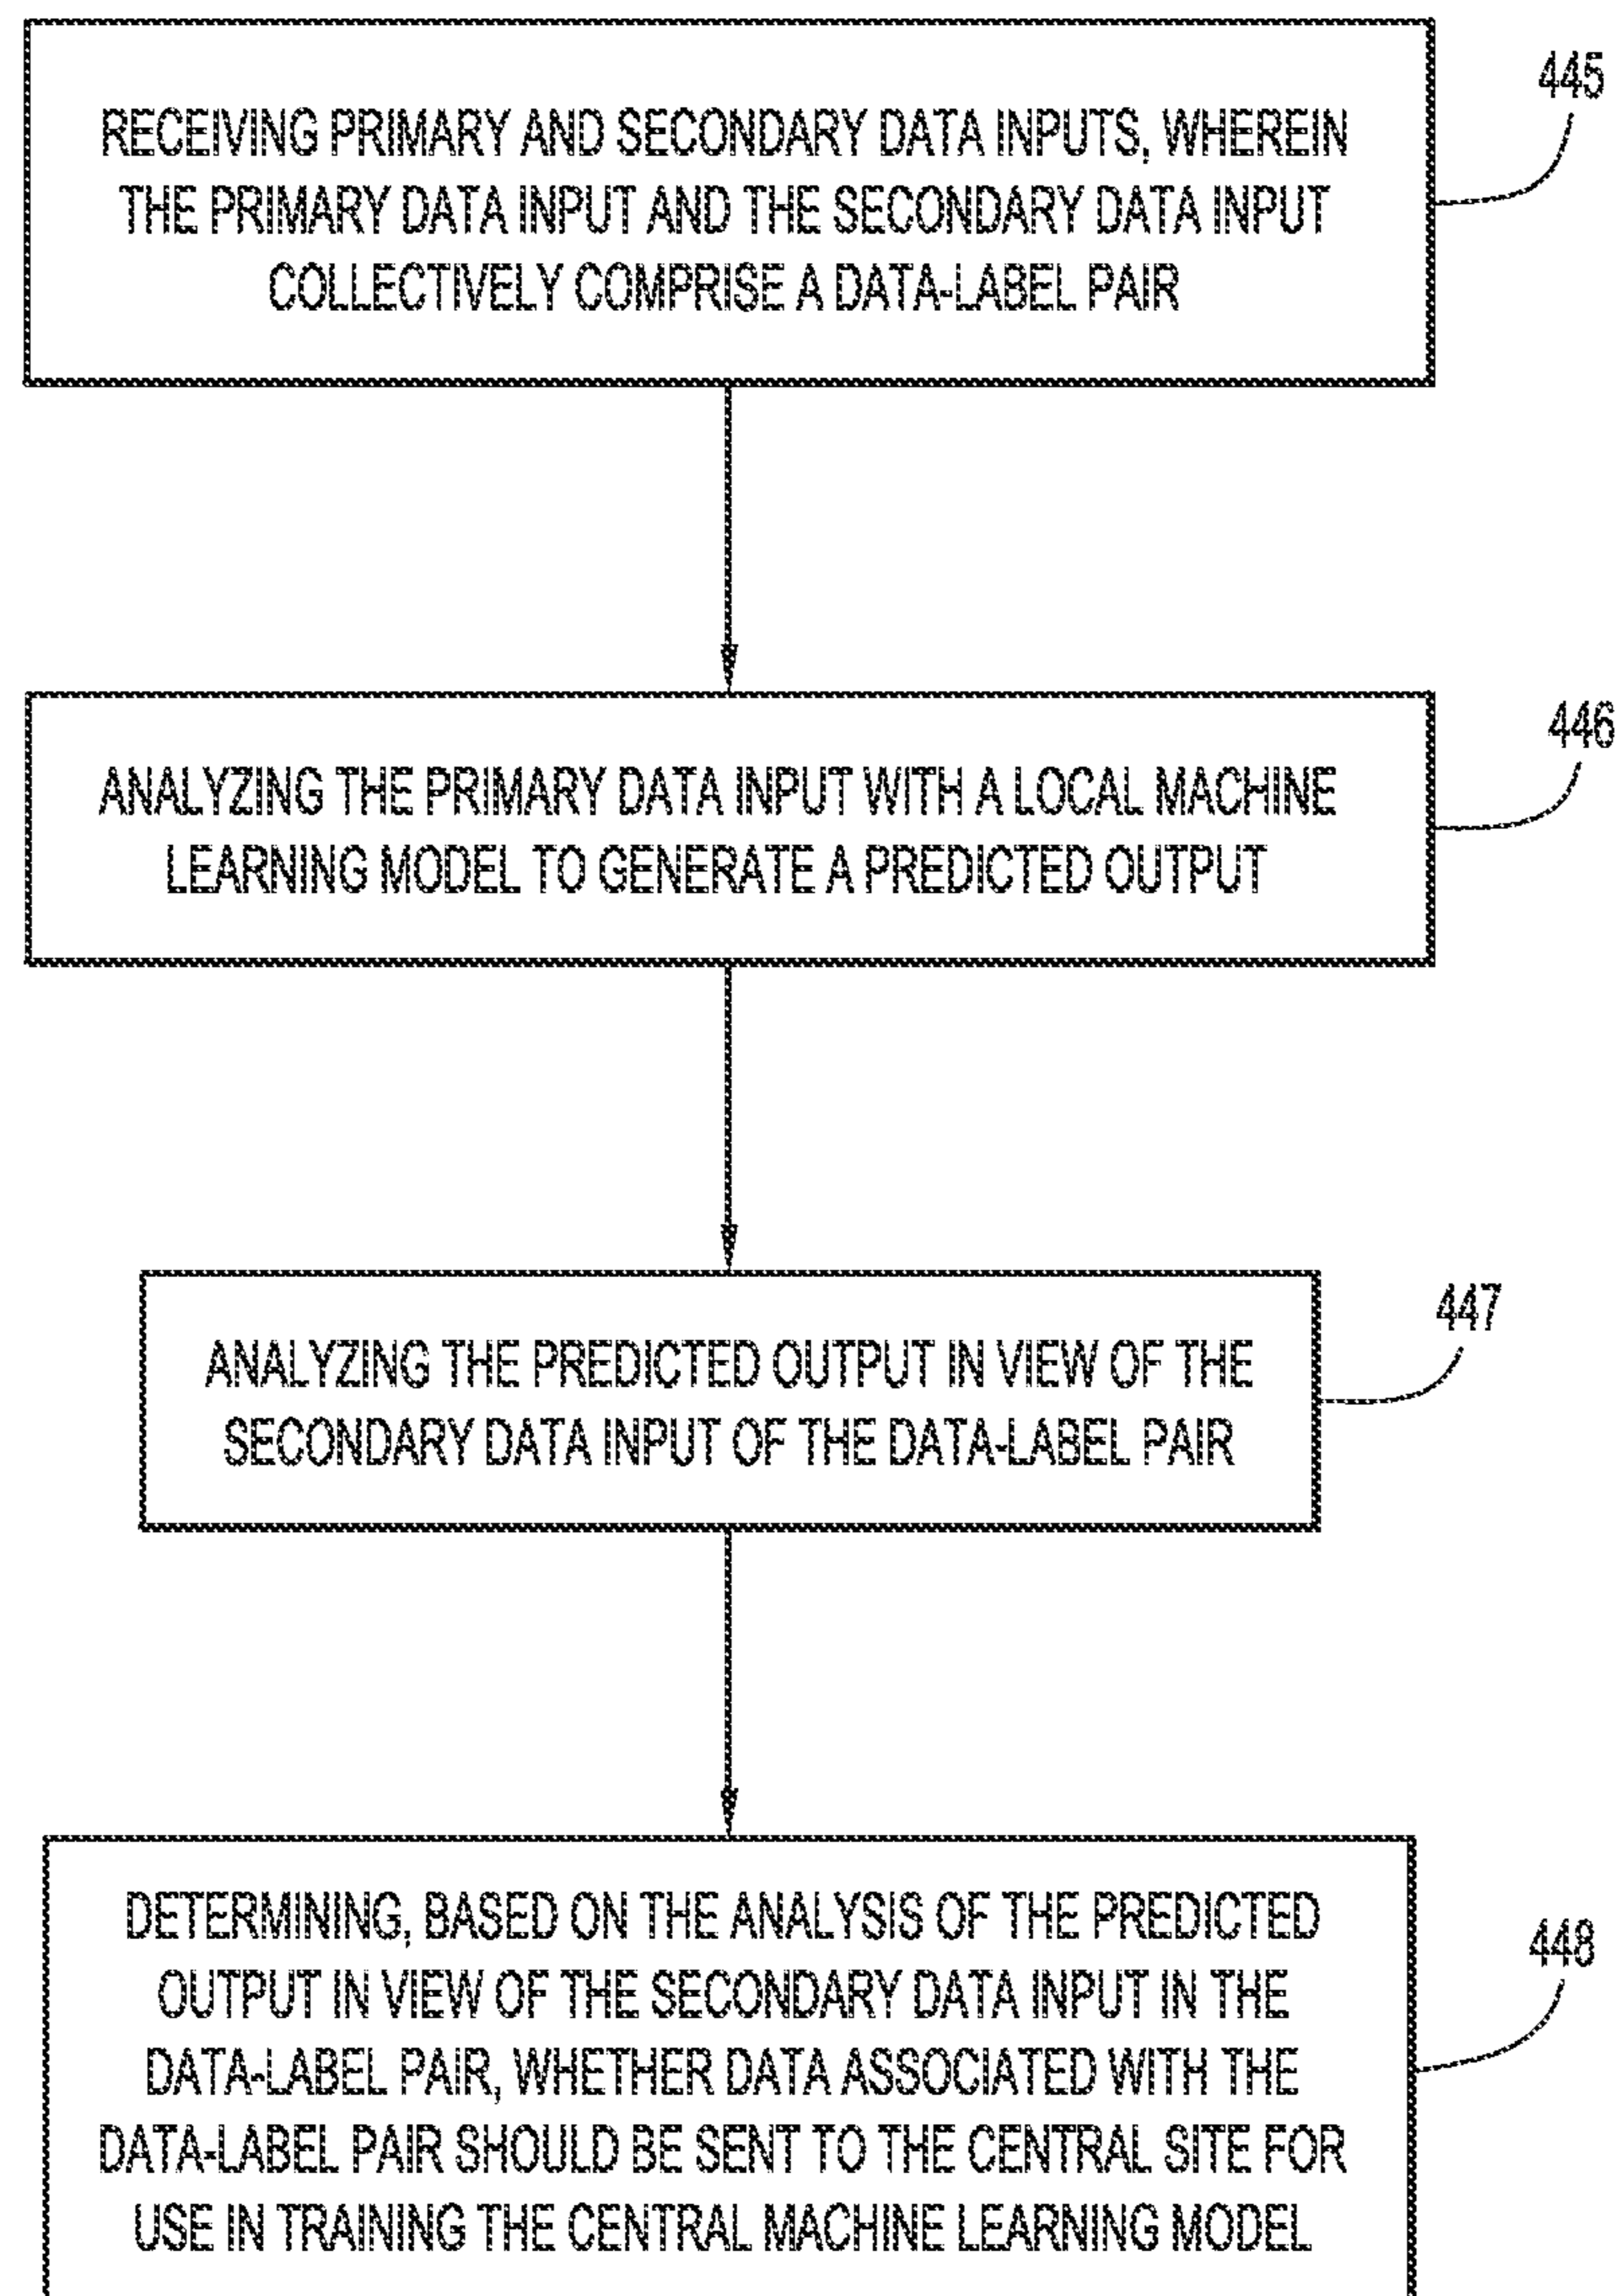 445
RECEIVING PRIMARY AND SECONDARY DATA INPUTS, WHEREIN
THE PRIMARY DATA INPUT AND THE SECONDARY DATA INPUT
COLLECTIVELY COMPRISE A DATA-LABEL PAIR
446
ANALYZING THE PRIMARY DATA INPUT WITH A LOCAL MACHINE
LEARNING MODEL TO GENERATE A PREDICTED OUTPUT
447
ANALYZING THE PREDICTED OUTPUT IN VIEW OF THE
SECONDARY DATA INPUT OF THE DATA-LABEL PAIR
448
DETERMINING, BASED ON THE ANALYSIS OF THE PREDICTED
OUTPUT IN VIEW OF THE SECONDARY DATA INPUT IN THE
DATA-LABEL PAIR, WHETHER DATA ASSOCIATED WITH THE
DATA-LABEL PAIR SHOULD BE SENT TO THE CENTRAL SITE FOR
USE IN TRAINING THE CENTRAL MACHINE LEARNING MODEL